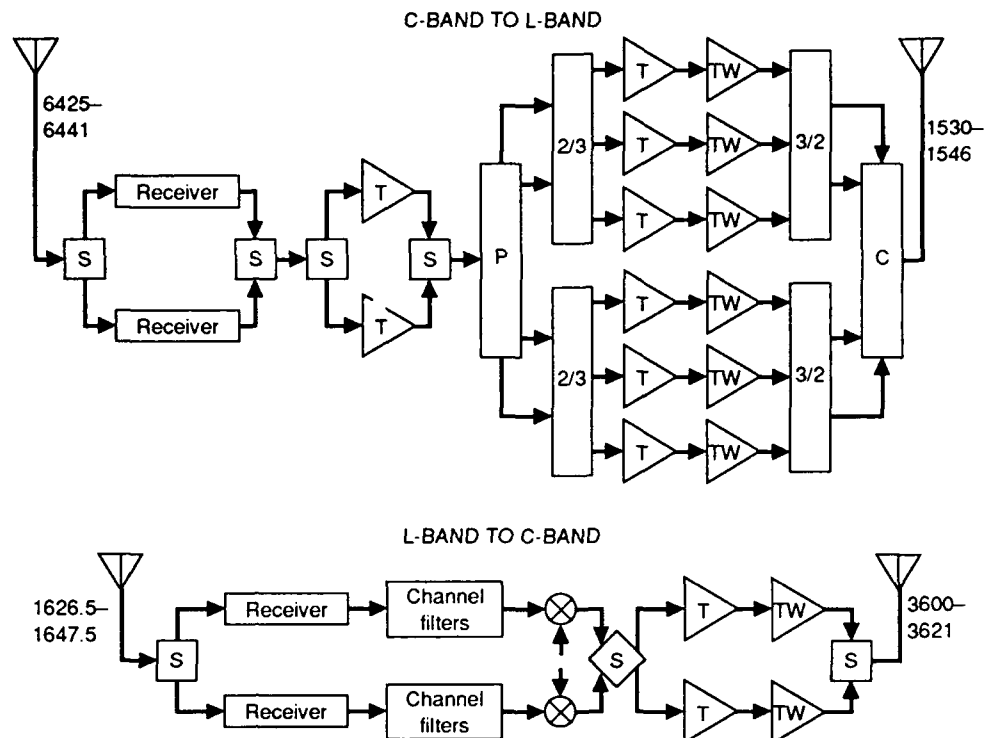 C-BAND TO L-BAND
6425–
6441
1530–
1546
Receiver
Receiver
S
S
S
T
T
S
P
2/3
T
TW
T
TW
T
TW
3/2
2/3
T
TW
T
TW
T
TW
3/2
C
L-BAND TO C-BAND
1626.5–
1647.5
S
Receiver
Channel
filters
Receiver
Channel
filters
S
T
TW
T
TW
S
3600–
3621